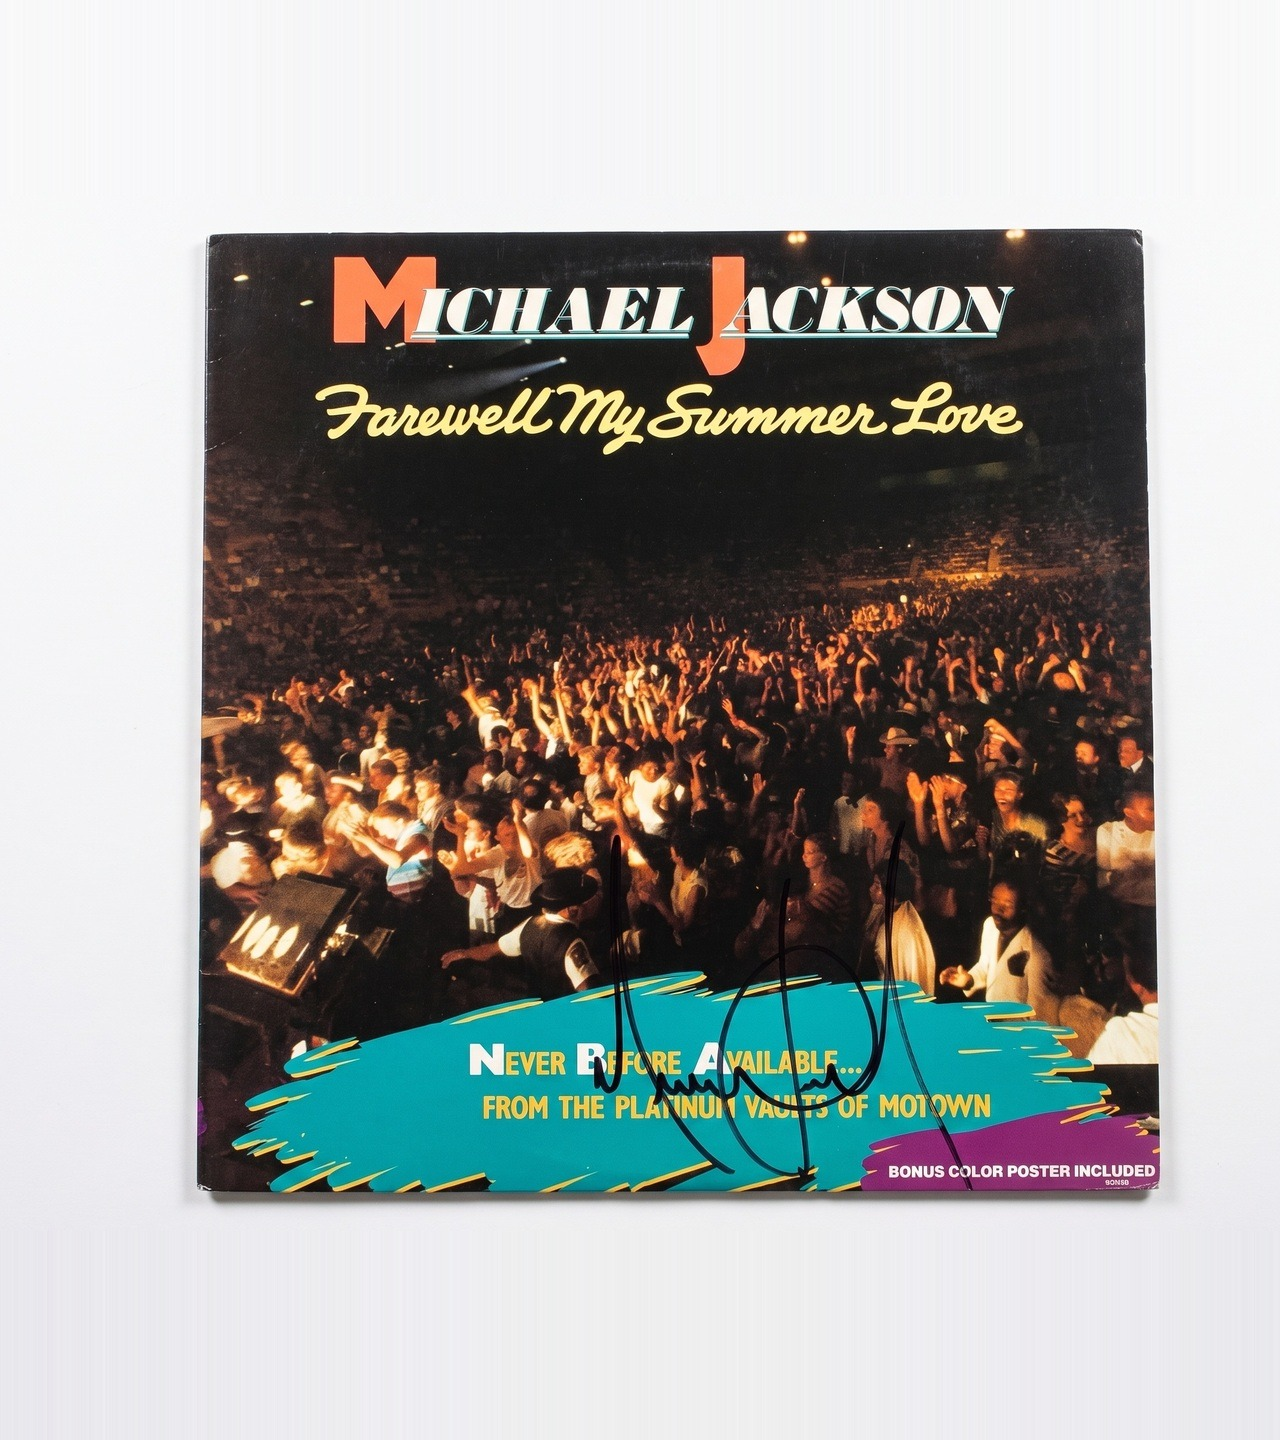 MICHAEL JACKSON
Farewell My Summer Love
NEVER BEFORE AVAILABLE...
FROM THE PLATINUM VAULTS OF MOTOWN
BONUS COLOR POSTER INCLUDED